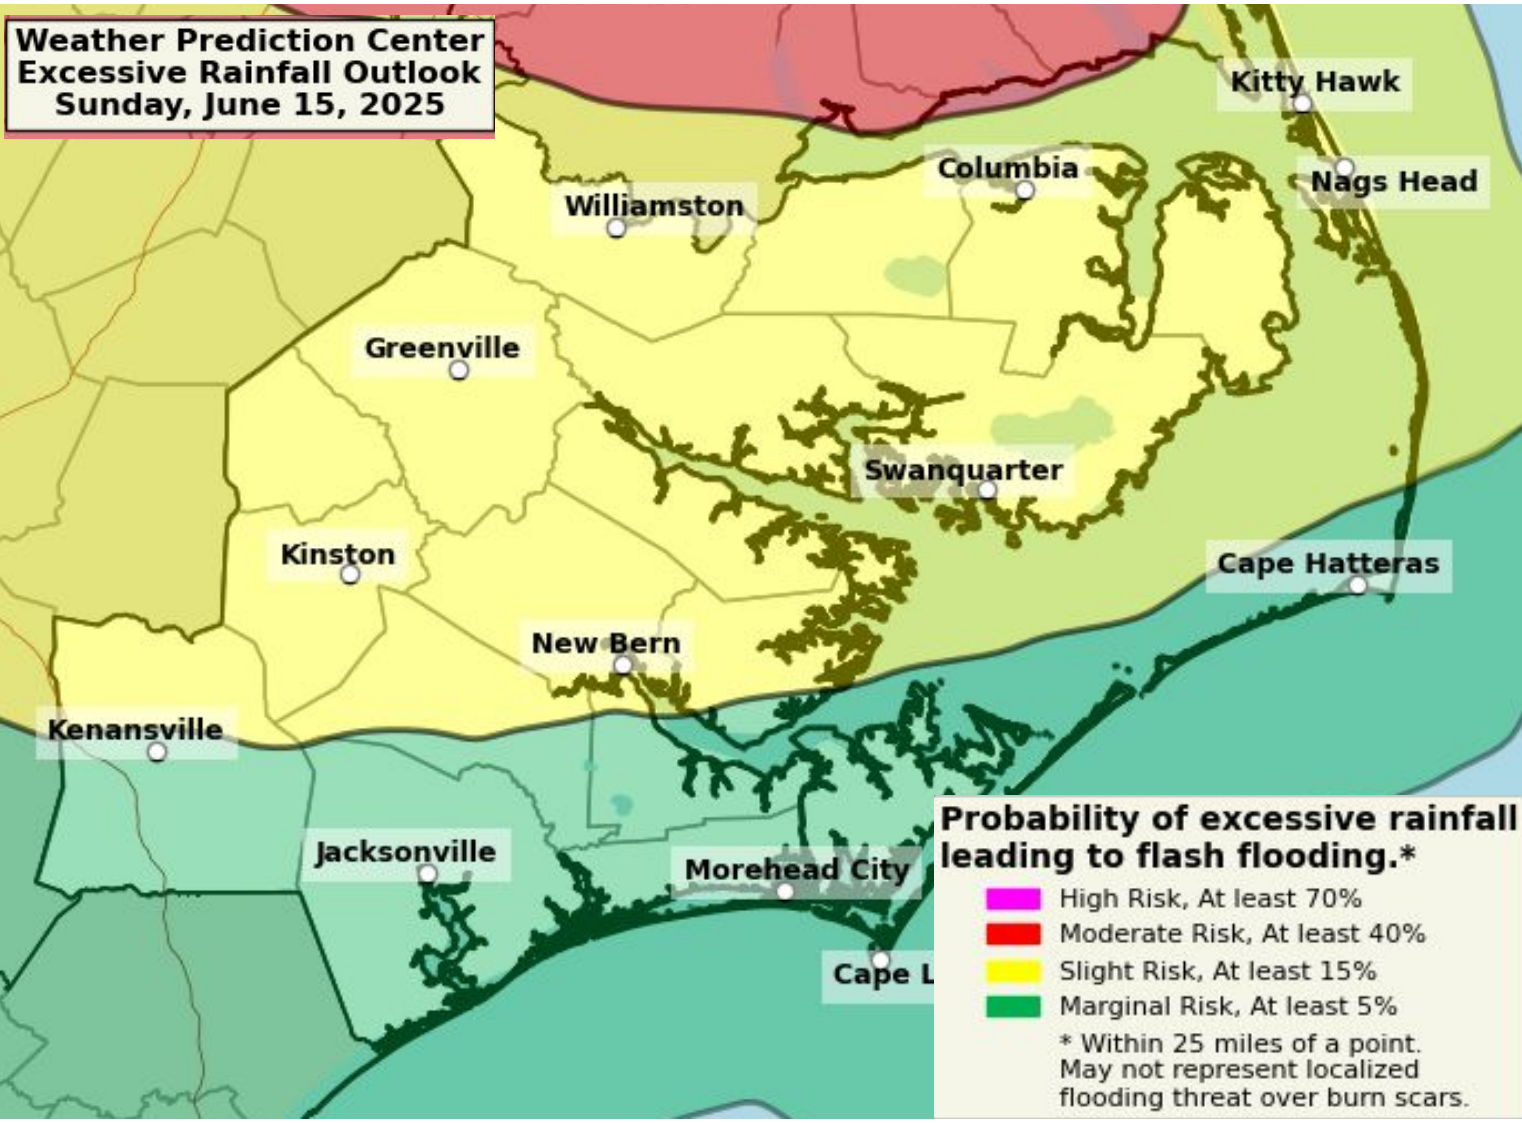 Weather Prediction Center
Excessive Rainfall Outlook
Sunday, June 15, 2025
Kitty Hawk
Columbia
Nags Head
Williamston
Greenville
Swanquarter
Kinston
Cape Hatteras
New Bern
Kenansville
Jacksonville
Morehead City
Cape L
Probability of excessive rainfall
leading to flash flooding.*
High Risk, At least 70%
Moderate Risk, At least 40%
Slight Risk, At least 15%
Marginal Risk, At least 5%
* Within 25 miles of a point.
May not represent localized
flooding threat over burn scars.